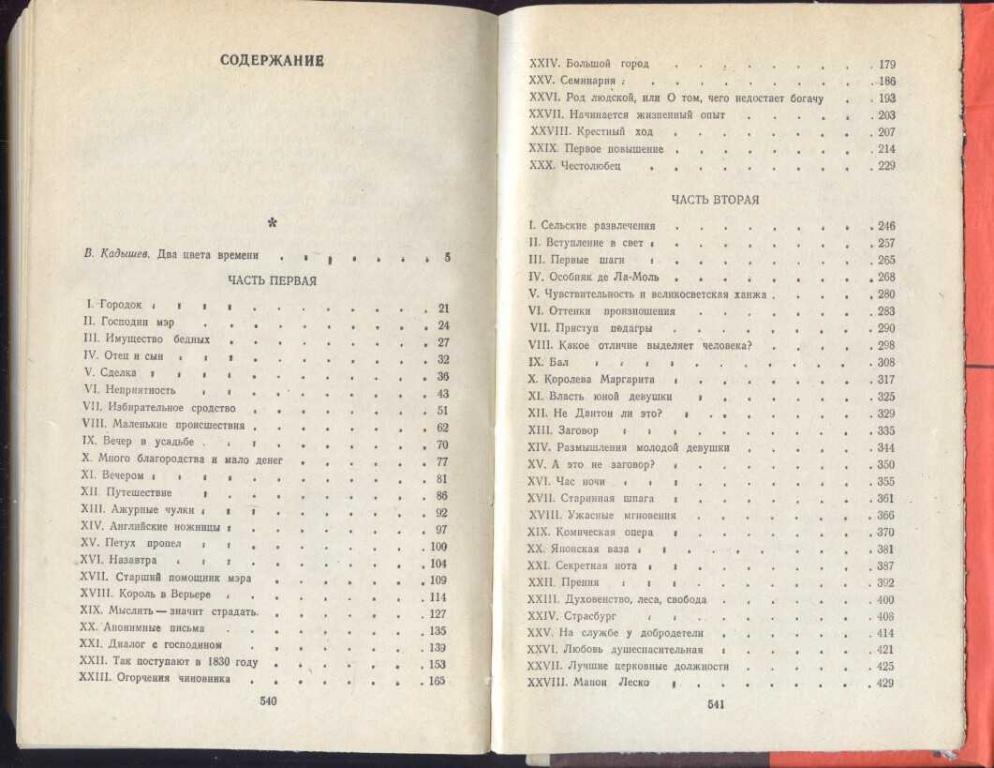 СОДЕРЖАНИЕ
*
В. Кадышев. Два цвета времени . . . . . . . 5
ЧАСТЬ ПЕРВАЯ
I. Городок . . . . . . . . . . . 21
II. Господин мэр . . . . . . . . . . 24
III. Имущество бедных . . . . . . . . . 27
IV. Отец и сын . . . . . . . . . . 32
V. Сделка . . . . . . . . . . . 36
VI. Неприятность . . . . . . . . . . 43
VII. Избирательное сродство . . . . . . . . 51
VIII. Маленькие происшествия . . . . . . . . 62
IX. Вечер в усадьбе . . . . . . . . . . 70
X. Много благородства и мало денег . . . . . . 77
XI. Вечером . . . . . . . . . . . 81
XII. Путешествие . . . . . . . . . . 86
XIII. Ажурные чулки . . . . . . . . . . 92
XIV. Английские ножницы . . . . . . . . . 97
XV. Петух пропел . . . . . . . . . . 100
XVI. Назавтра . . . . . . . . . . . 104
XVII. Старший помощник мэра . . . . . . . . 109
XVIII. Король в Верьере . . . . . . . . . 114
XIX. Мыслить — значит страдать. . . . . . . . 127
XX. Анонимные письма . . . . . . . . . 135
XXI. Диалог с господином . . . . . . . . 139
XXII. Так поступают в 1830 году . . . . . . . 153
XXIII. Огорчения чиновника . . . . . . . . 165
540
XXIV. Большой город . . . . . . . . . 179
XXV. Семинария . . . . . . . . . . 186
XXVI. Род людской, или О том, чего недостает богачу . . 193
XXVII. Начинается жизненный опыт . . . . . . 203
XXVIII. Крестный ход . . . . . . . . . 207
XXIX. Первое повышение . . . . . . . . . 214
XXX. Честолюбец . . . . . . . . . 229
ЧАСТЬ ВТОРАЯ
I. Сельские развлечения . . . . . . . . . 246
II. Вступление в свет . . . . . . . . . 257
III. Первые шаги . . . . . . . . . . 265
IV. Особняк де Ла-Моль . . . . . . . . . 268
V. Чувствительность и великосветская ханжа . . . . . 280
VI. Оттенки произношения . . . . . . . . 283
VII. Приступ подагры . . . . . . . . . 290
VIII. Какое отличие выделяет человека? . . . . . 298
IX. Бал . . . . . . . . . . . 308
X. Королева Маргарита . . . . . . . . . 317
XI. Власть юной девушки . . . . . . . . 325
XII. Не Дантон ли это? . . . . . . . . . 329
XIII. Заговор . . . . . . . . . . . 335
XIV. Размышления молодой девушки . . . . . . 344
XV. А это не заговор? . . . . . . . . . 350
XVI. Час ночи . . . . . . . . . . . 355
XVII. Старинная шпага . . . . . . . . . 361
XVIII. Ужасные мгновения . . . . . . . . 366
XIX. Комическая опера . . . . . . . . . 370
XX. Японская ваза . . . . . . . . . . 381
XXI. Секретная нота . . . . . . . . . . 387
XXII. Прения . . . . . . . . . . . 392
XXIII. Духовенство, леса, свобода . . . . . . . 400
XXIV. Страсбург . . . . . . . . . . 408
XXV. На службе у добродетели . . . . . . . 414
XXVI. Любовь душеспасительная . . . . . . . 421
XXVII. Лучшие церковные должности . . . . . . 425
XXVIII. Манон Леско . . . . . . . . . 429
541